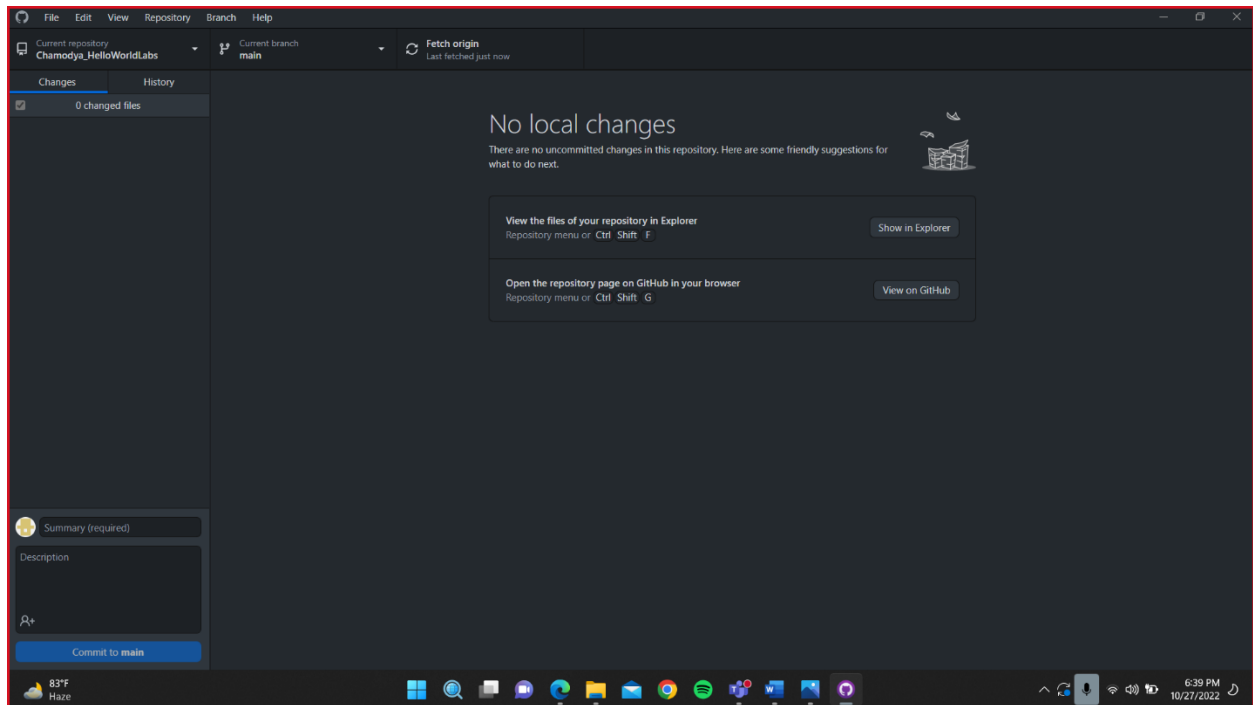 File Edit View Repository Branch Help
Current repository
Chamodya_HelloWorldLabs
Current branch
main
Fetch origin
Last fetched just now
Changes History
0 changed files
No local changes
There are no uncommitted changes in this repository. Here are some friendly suggestions for
what to do next.
View the files of your repository in Explorer
Repository menu or Ctrl Shift F
Show in Explorer
Open the repository page on GitHub in your browser
Repository menu or Ctrl Shift G
View on GitHub
Summary (required)
Description
Commit to main
83°F
Haze
6:39 PM
10/27/2022